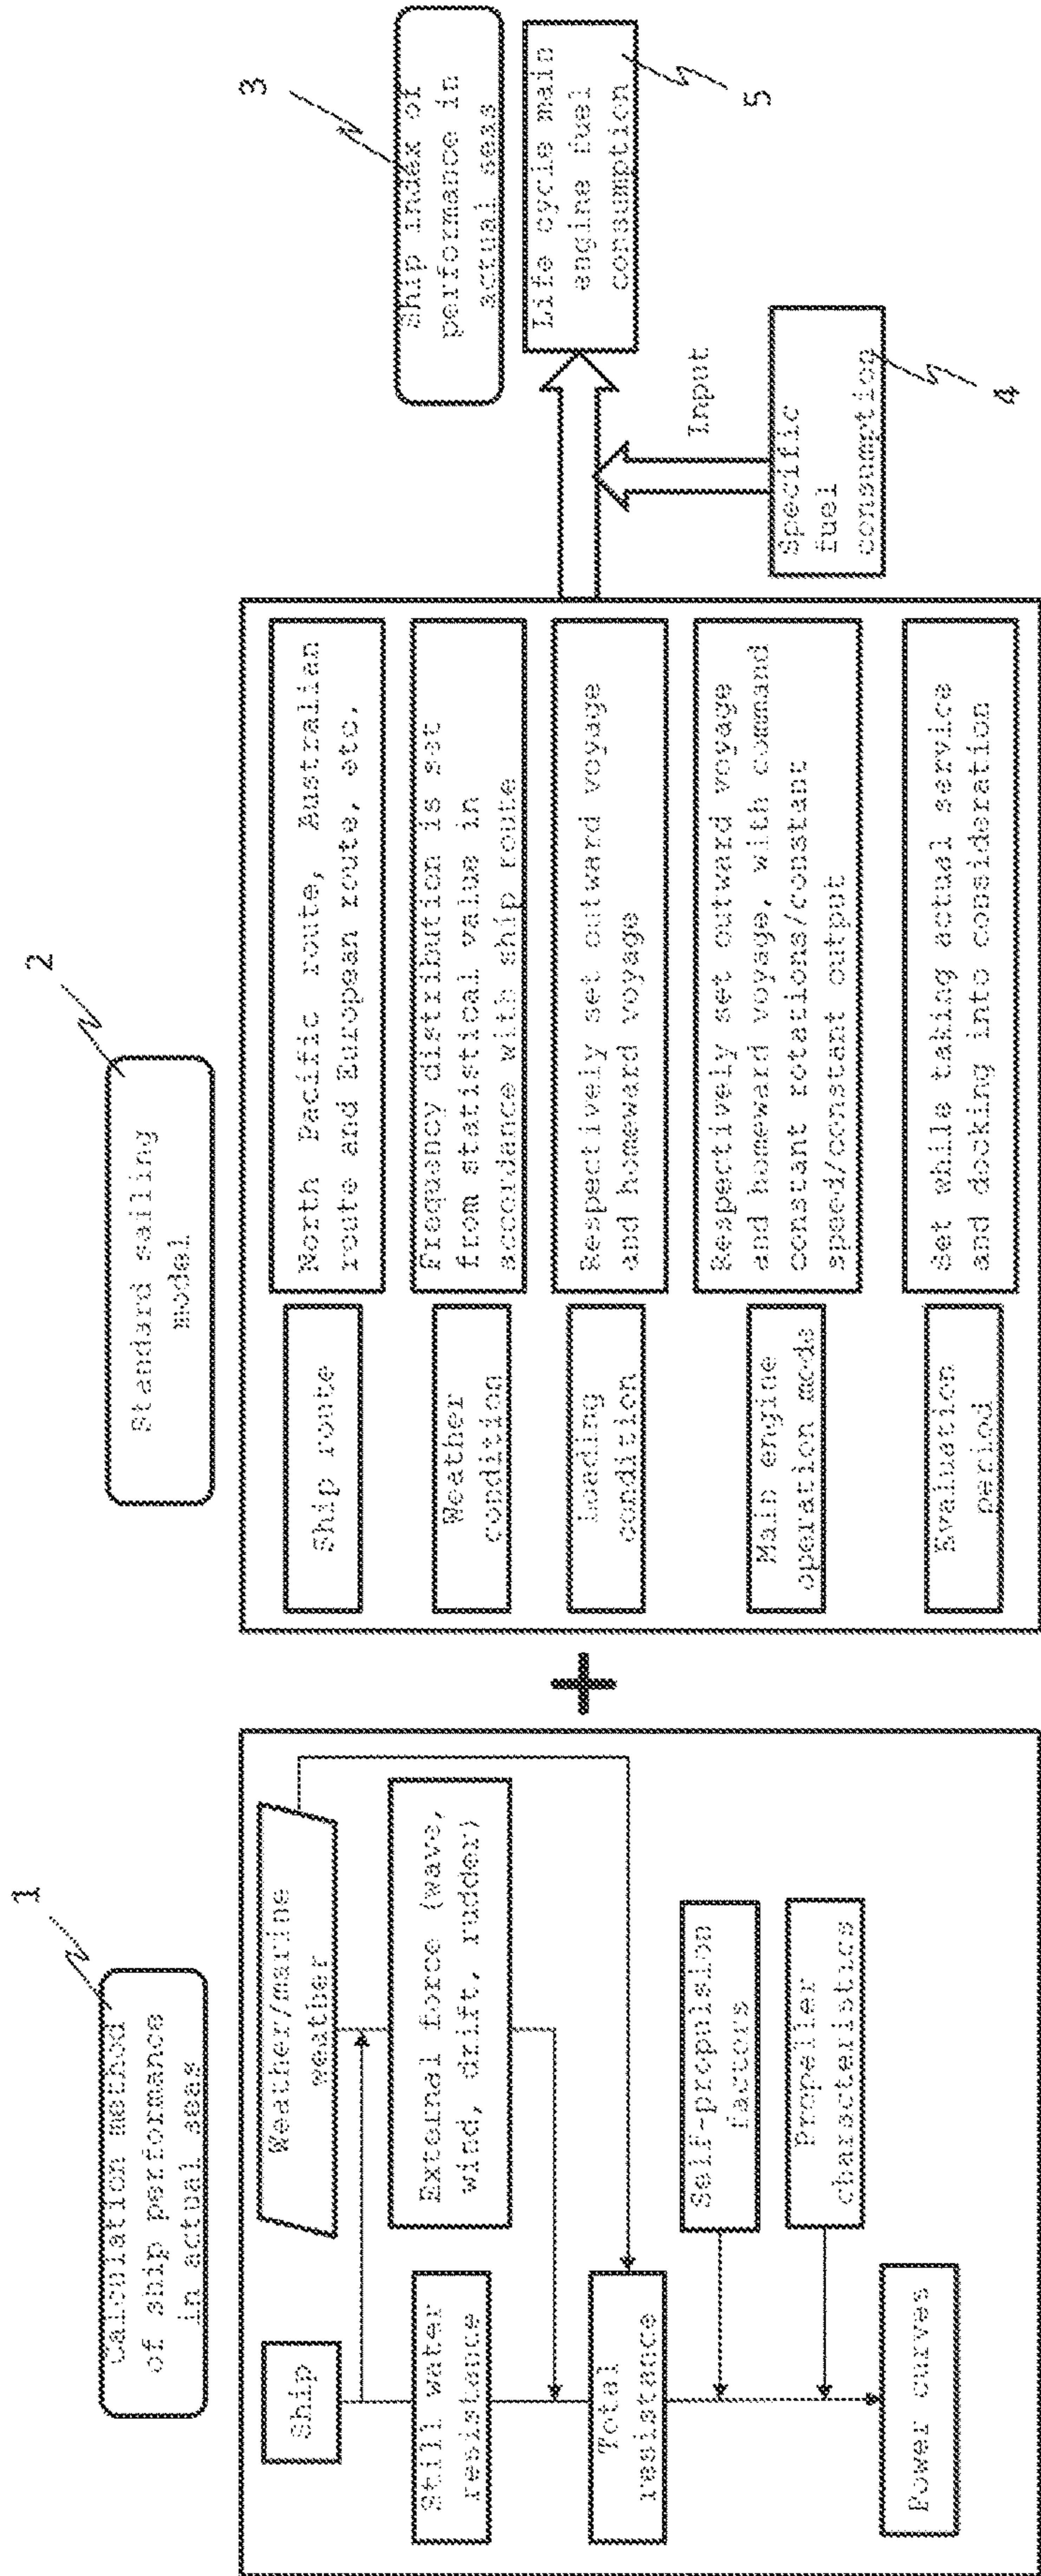 1
Calculation method
of ship performance
in actual seas
Ship
Weather/marine
weather
Still water
resistance
External force (wave,
wind, drift, rudder)
Total
resistance
Self-propulsion
factors
Propeller
characteristics
Power curves
+
2
Standard sailing
model
Ship route
North Pacific route, Australian
route and European route, etc.
Weather
condition
Frequency distribution is set
from statistical value in
accordance with ship route
Loading
condition
Respectively set outward voyage
and homeward voyage
Main engine
operation mode
Respectively set outward voyage
and homeward voyage, with command
constant rotations/constant
speed/constant output
Evaluation
period
Set while taking actual service
and docking into consideration
3
Ship index of
performance in
actual seas
Life cycle main
engine fuel
consumption
5
Input
Specific
fuel
consumption
4